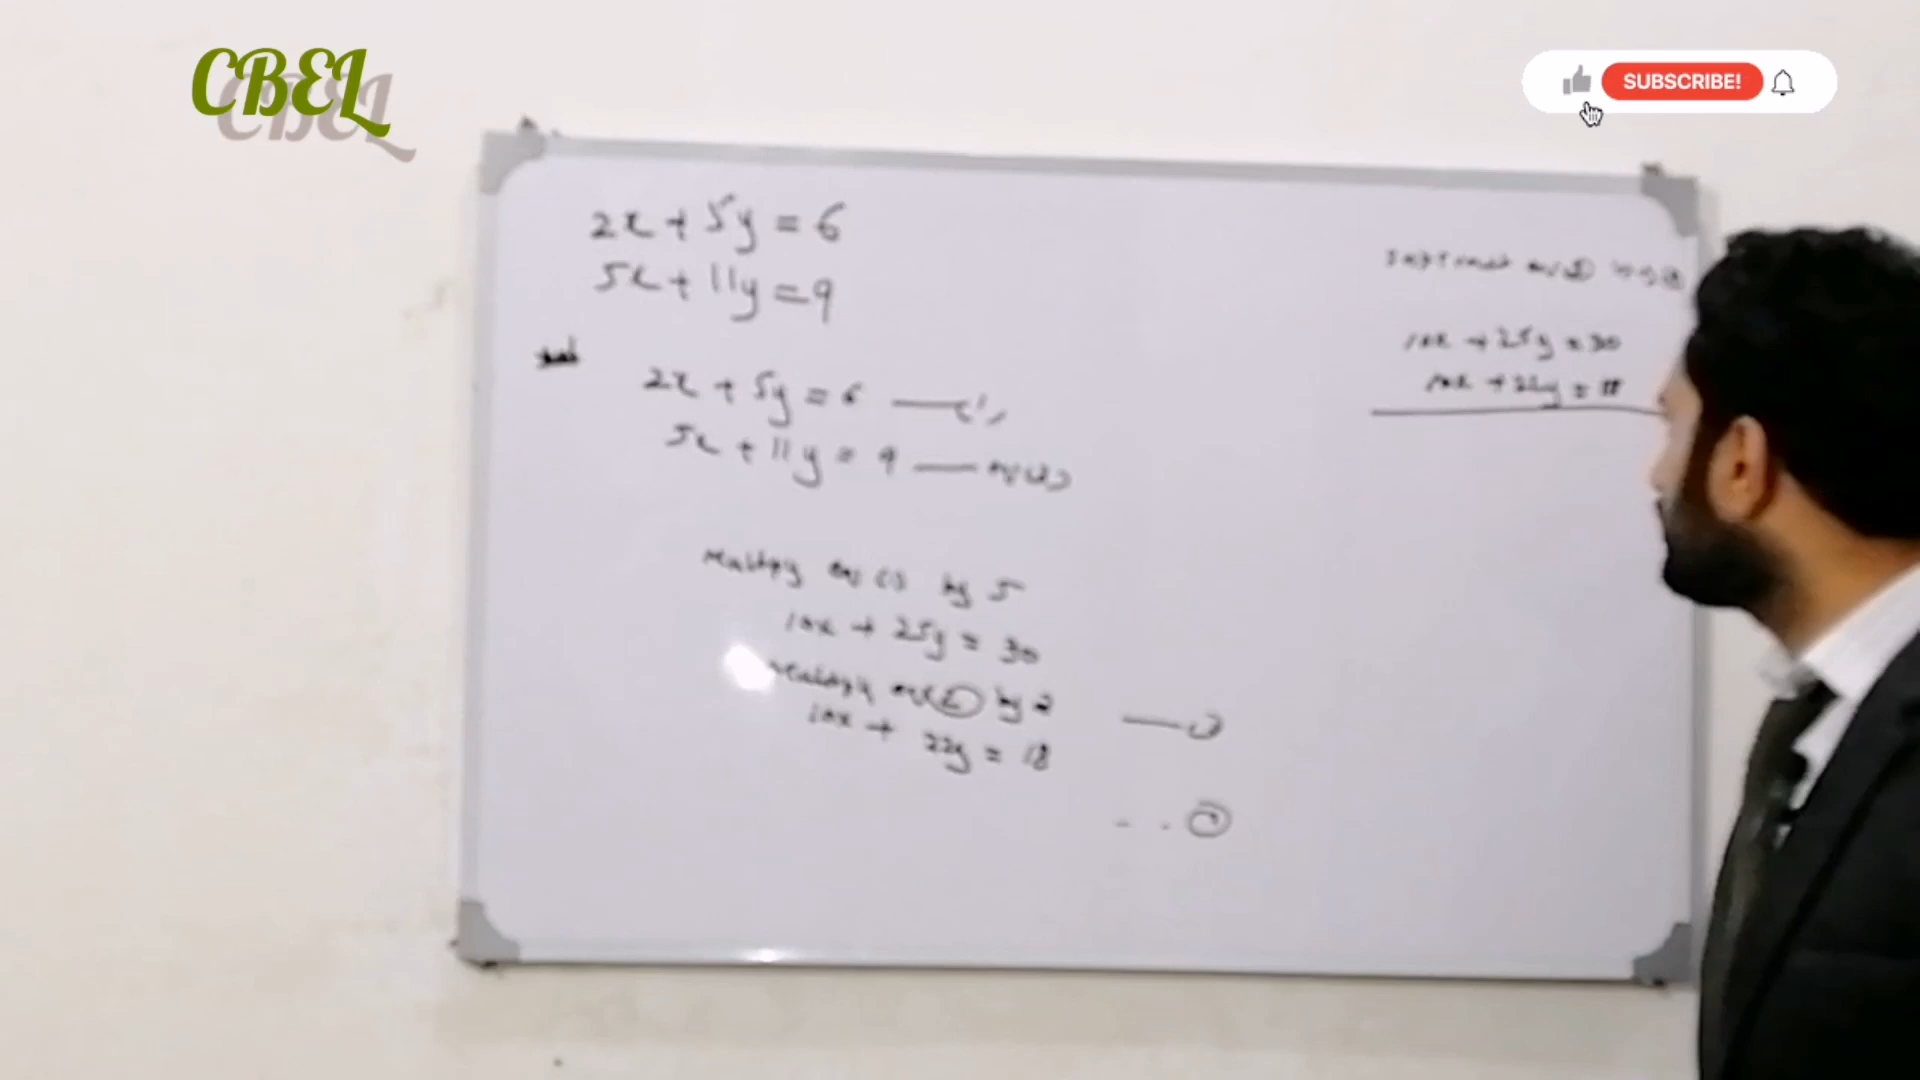 CBEL
SUBSCRIBE!
2x + 5y = 6
5x + 11y = 9
2x + 5y = 6 —— (1)
5x + 11y = 9 —— eq (2)
Multiply eq (1) by 5
10x + 25y = 30
Multiply eq (2) by 2
10x + 22y = 18
Subtract
10x + 25y = 30
10x + 22y = 18